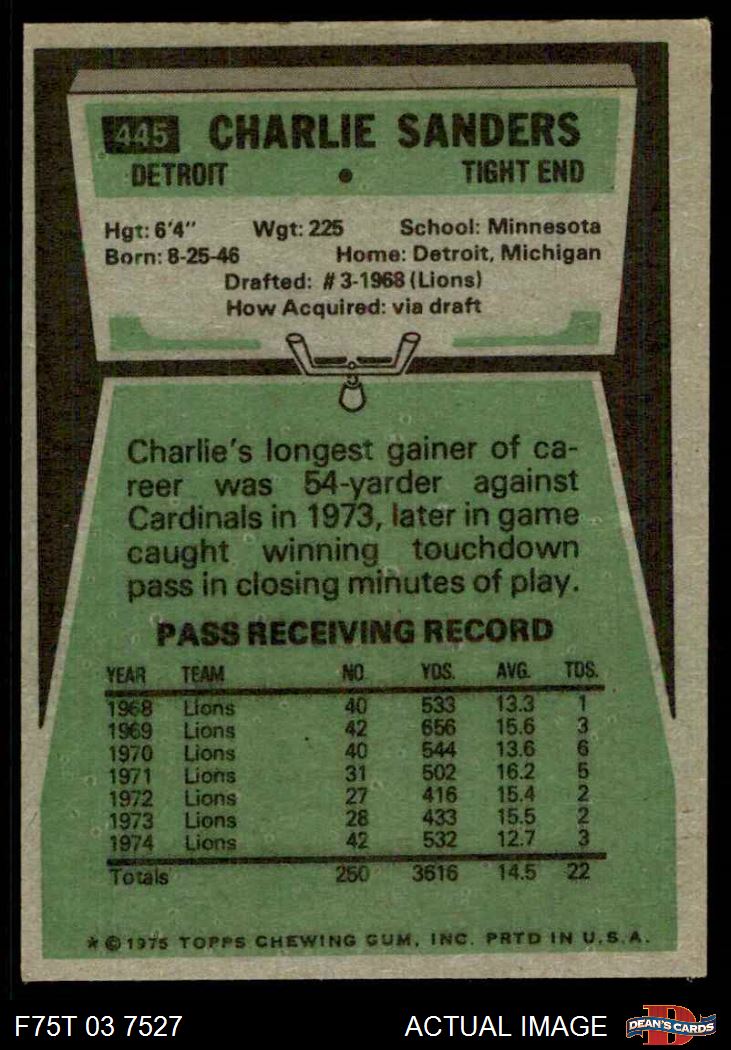 445 CHARLIE SANDERS
DETROIT • TIGHT END
Hgt: 6'4" Wgt: 225 School: Minnesota
Born: 8-25-46 Home: Detroit, Michigan
Drafted: #3-1968 (Lions)
How Acquired: via draft
Charlie's longest gainer of ca-
reer was 54-yarder against
Cardinals in 1973, later in game
caught winning touchdown
pass in closing minutes of play.
PASS RECEIVING RECORD
YEAR TEAM NO. YDS. AVG. TDS.
1968 Lions 40 533 13.3 1
1969 Lions 42 656 15.6 3
1970 Lions 40 544 13.6 6
1971 Lions 31 502 16.2 5
1972 Lions 27 416 15.4 2
1973 Lions 28 433 15.5 2
1974 Lions 42 532 12.7 3
Totals 250 3616 14.5 22
* © 1975 TOPPS CHEWING GUM, INC. PRTD IN U.S.A.
F75T 03 7527 ACTUAL IMAGE D DEAN'S CARDS